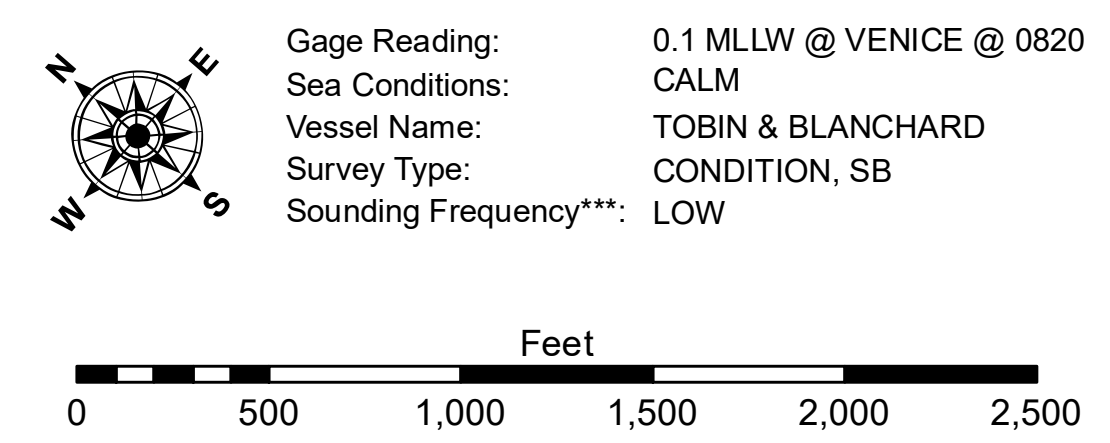 N E
W S
Gage Reading: 0.1 MLLW @ VENICE @ 0820
Sea Conditions: CALM
Vessel Name: TOBIN & BLANCHARD
Survey Type: CONDITION, SB
Sounding Frequency***: LOW
Feet
0 500 1,000 1,500 2,000 2,500